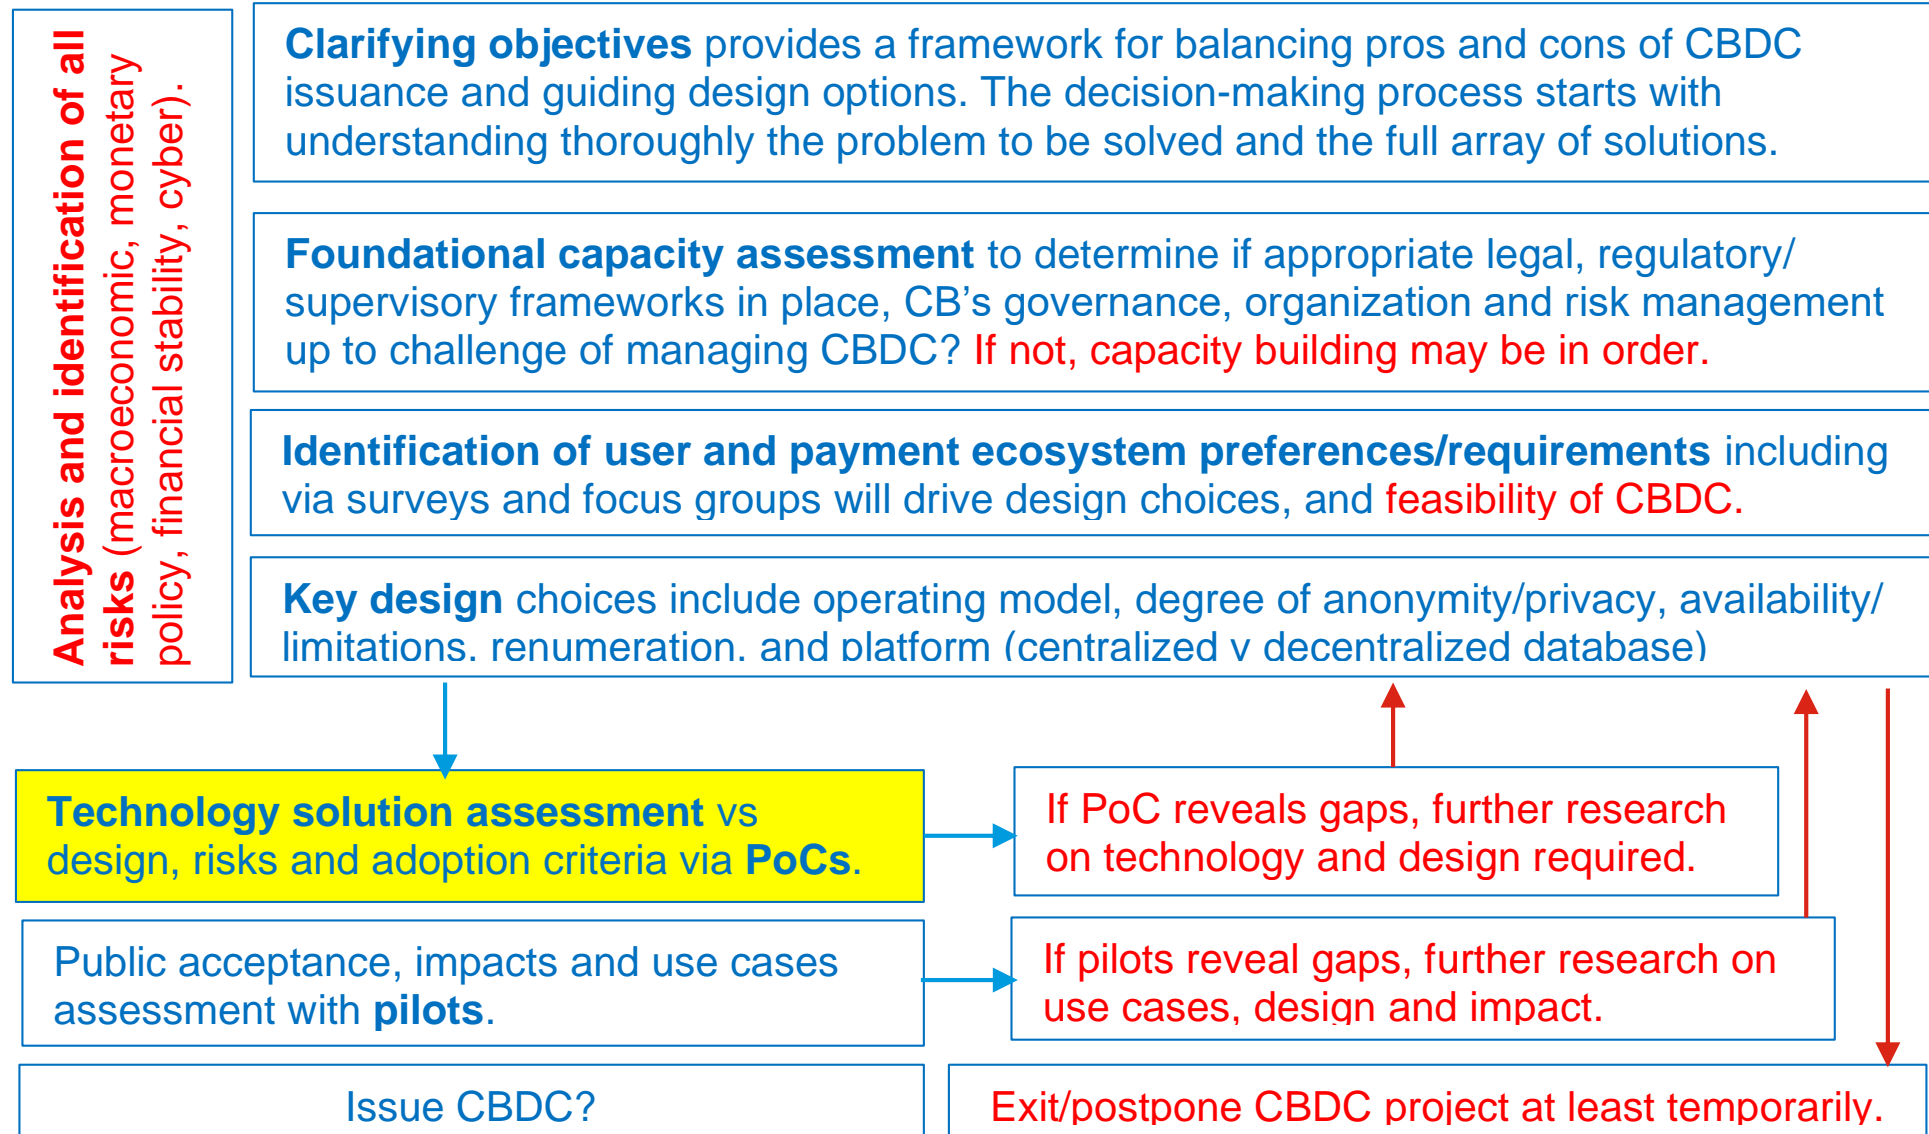 Analysis and identification of all
risks (macroeconomic, monetary
policy, financial stability, cyber).
Clarifying objectives provides a framework for balancing pros and cons of CBDC
issuance and guiding design options. The decision-making process starts with
understanding thoroughly the problem to be solved and the full array of solutions.
Foundational capacity assessment to determine if appropriate legal, regulatory/
supervisory frameworks in place, CB’s governance, organization and risk management
up to challenge of managing CBDC? If not, capacity building may be in order.
Identification of user and payment ecosystem preferences/requirements including
via surveys and focus groups will drive design choices, and feasibility of CBDC.
Key design choices include operating model, degree of anonymity/privacy, availability/
limitations, renumeration, and platform (centralized v decentralized database)
Technology solution assessment vs
design, risks and adoption criteria via PoCs.
If PoC reveals gaps, further research
on technology and design required.
Public acceptance, impacts and use cases
assessment with pilots.
If pilots reveal gaps, further research on
use cases, design and impact.
Issue CBDC?
Exit/postpone CBDC project at least temporarily.